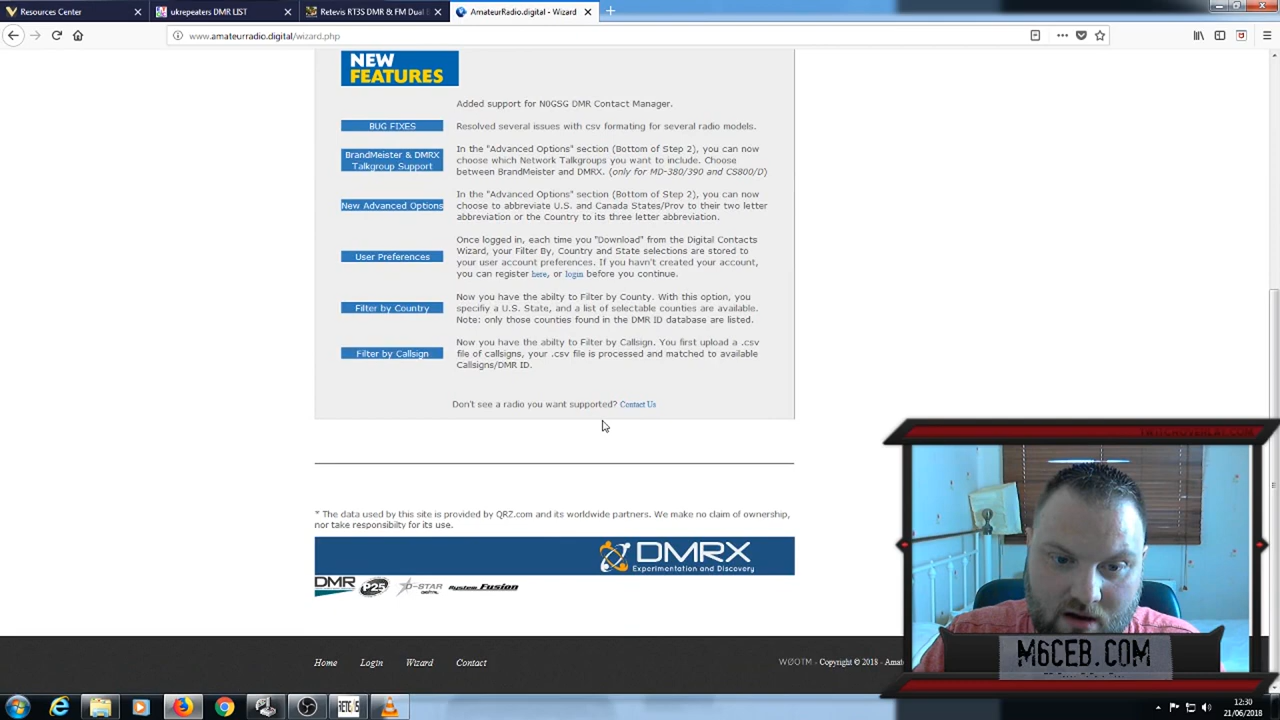 Resources Center
ukrepeaters DMR LIST
Retevis RT3S DMR & FM Dual B
AmateurRadio.digital - Wizard
www.amateurradio.digital/wizard.php
NEW
FEATURES
Added support for N0GSG DMR Contact Manager.
BUG FIXES
Resolved several issues with csv formating for several radio models.
BrandMeister & DMRX
Talkgroup Support
In the "Advanced Options" section (Bottom of Step 2), you can now
choose which Network Talkgroups you want to include. Choose
between BrandMeister and DMRX. (only for MD-380/390 and CS800/D)
New Advanced Options
In the "Advanced Options" section (Bottom of Step 2), you can now
choose to abbreviate U.S. and Canada States/Prov to their two letter
abbreviation or the Country to its three letter abbreviation.
User Preferences
Once logged in, each time you "Download" from the Digital Contacts
Wizard, your Filter By, Country and State selections are stored to
your user account preferences. If you havn't created your account,
you can register here, or login before you continue.
Filter by Country
Now you have the abilty to Filter by County. With this option, you
specifiy a U.S. State, and a list of selectable counties are available.
Note: only those counties found in the DMR ID database are listed.
Filter by Callsign
Now you have the abilty to Filter by Callsign. You first upload a .csv
file of callsigns, your .csv file is processed and matched to available
Callsigns/DMR ID.
Don't see a radio you want supported? Contact Us
* The data used by this site is provided by QRZ.com and its worldwide partners. We make no claim of ownership,
nor take responsibilty for its use.
DMRX
Experimentation and Discovery
DMR P25 D-STAR DIGITAL System Fusion
Home Login Wizard Contact
WØOTM - Copyright © 2018 - Amate
M6CEB.COM
RETEVIS
12:30
21/06/2018